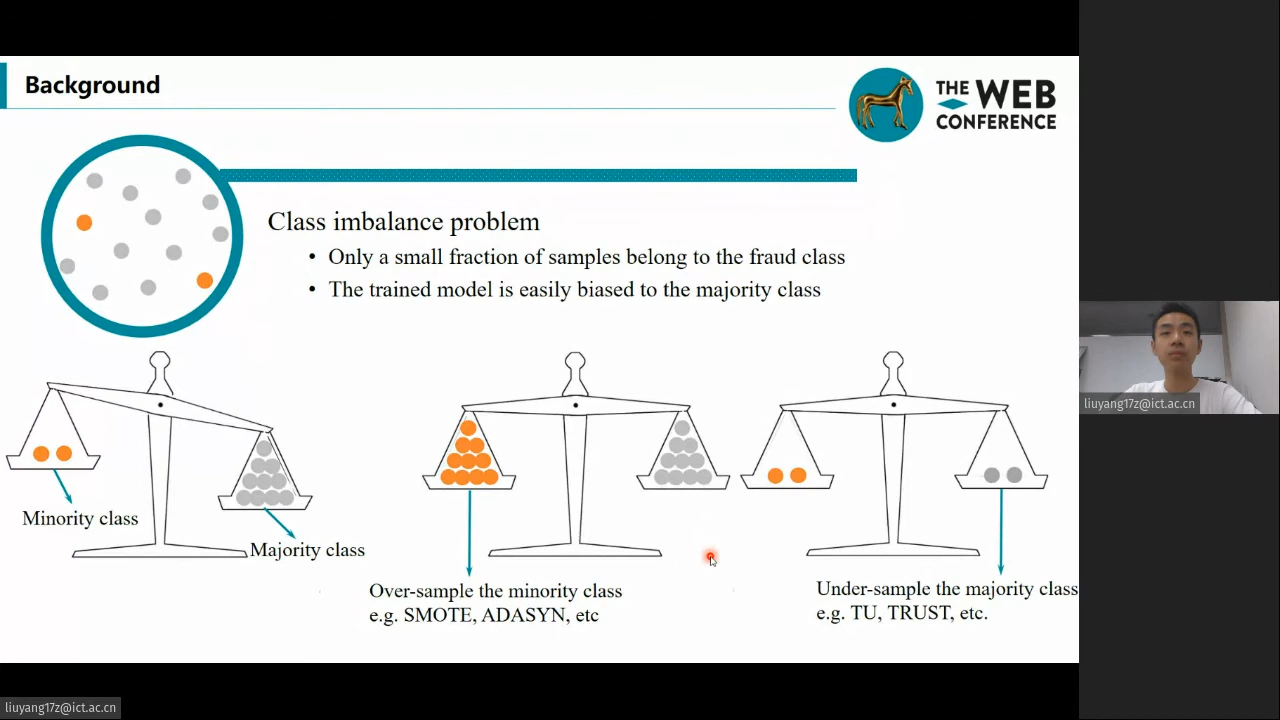 Background
THE WEB
CONFERENCE
Class imbalance problem
• Only a small fraction of samples belong to the fraud class
• The trained model is easily biased to the majority class
Minority class
Majority class
Over-sample the minority class
e.g. SMOTE, ADASYN, etc
Under-sample the majority class
e.g. TU, TRUST, etc.
liuyang17z@ict.ac.cn
liuyang17z@ict.ac.cn